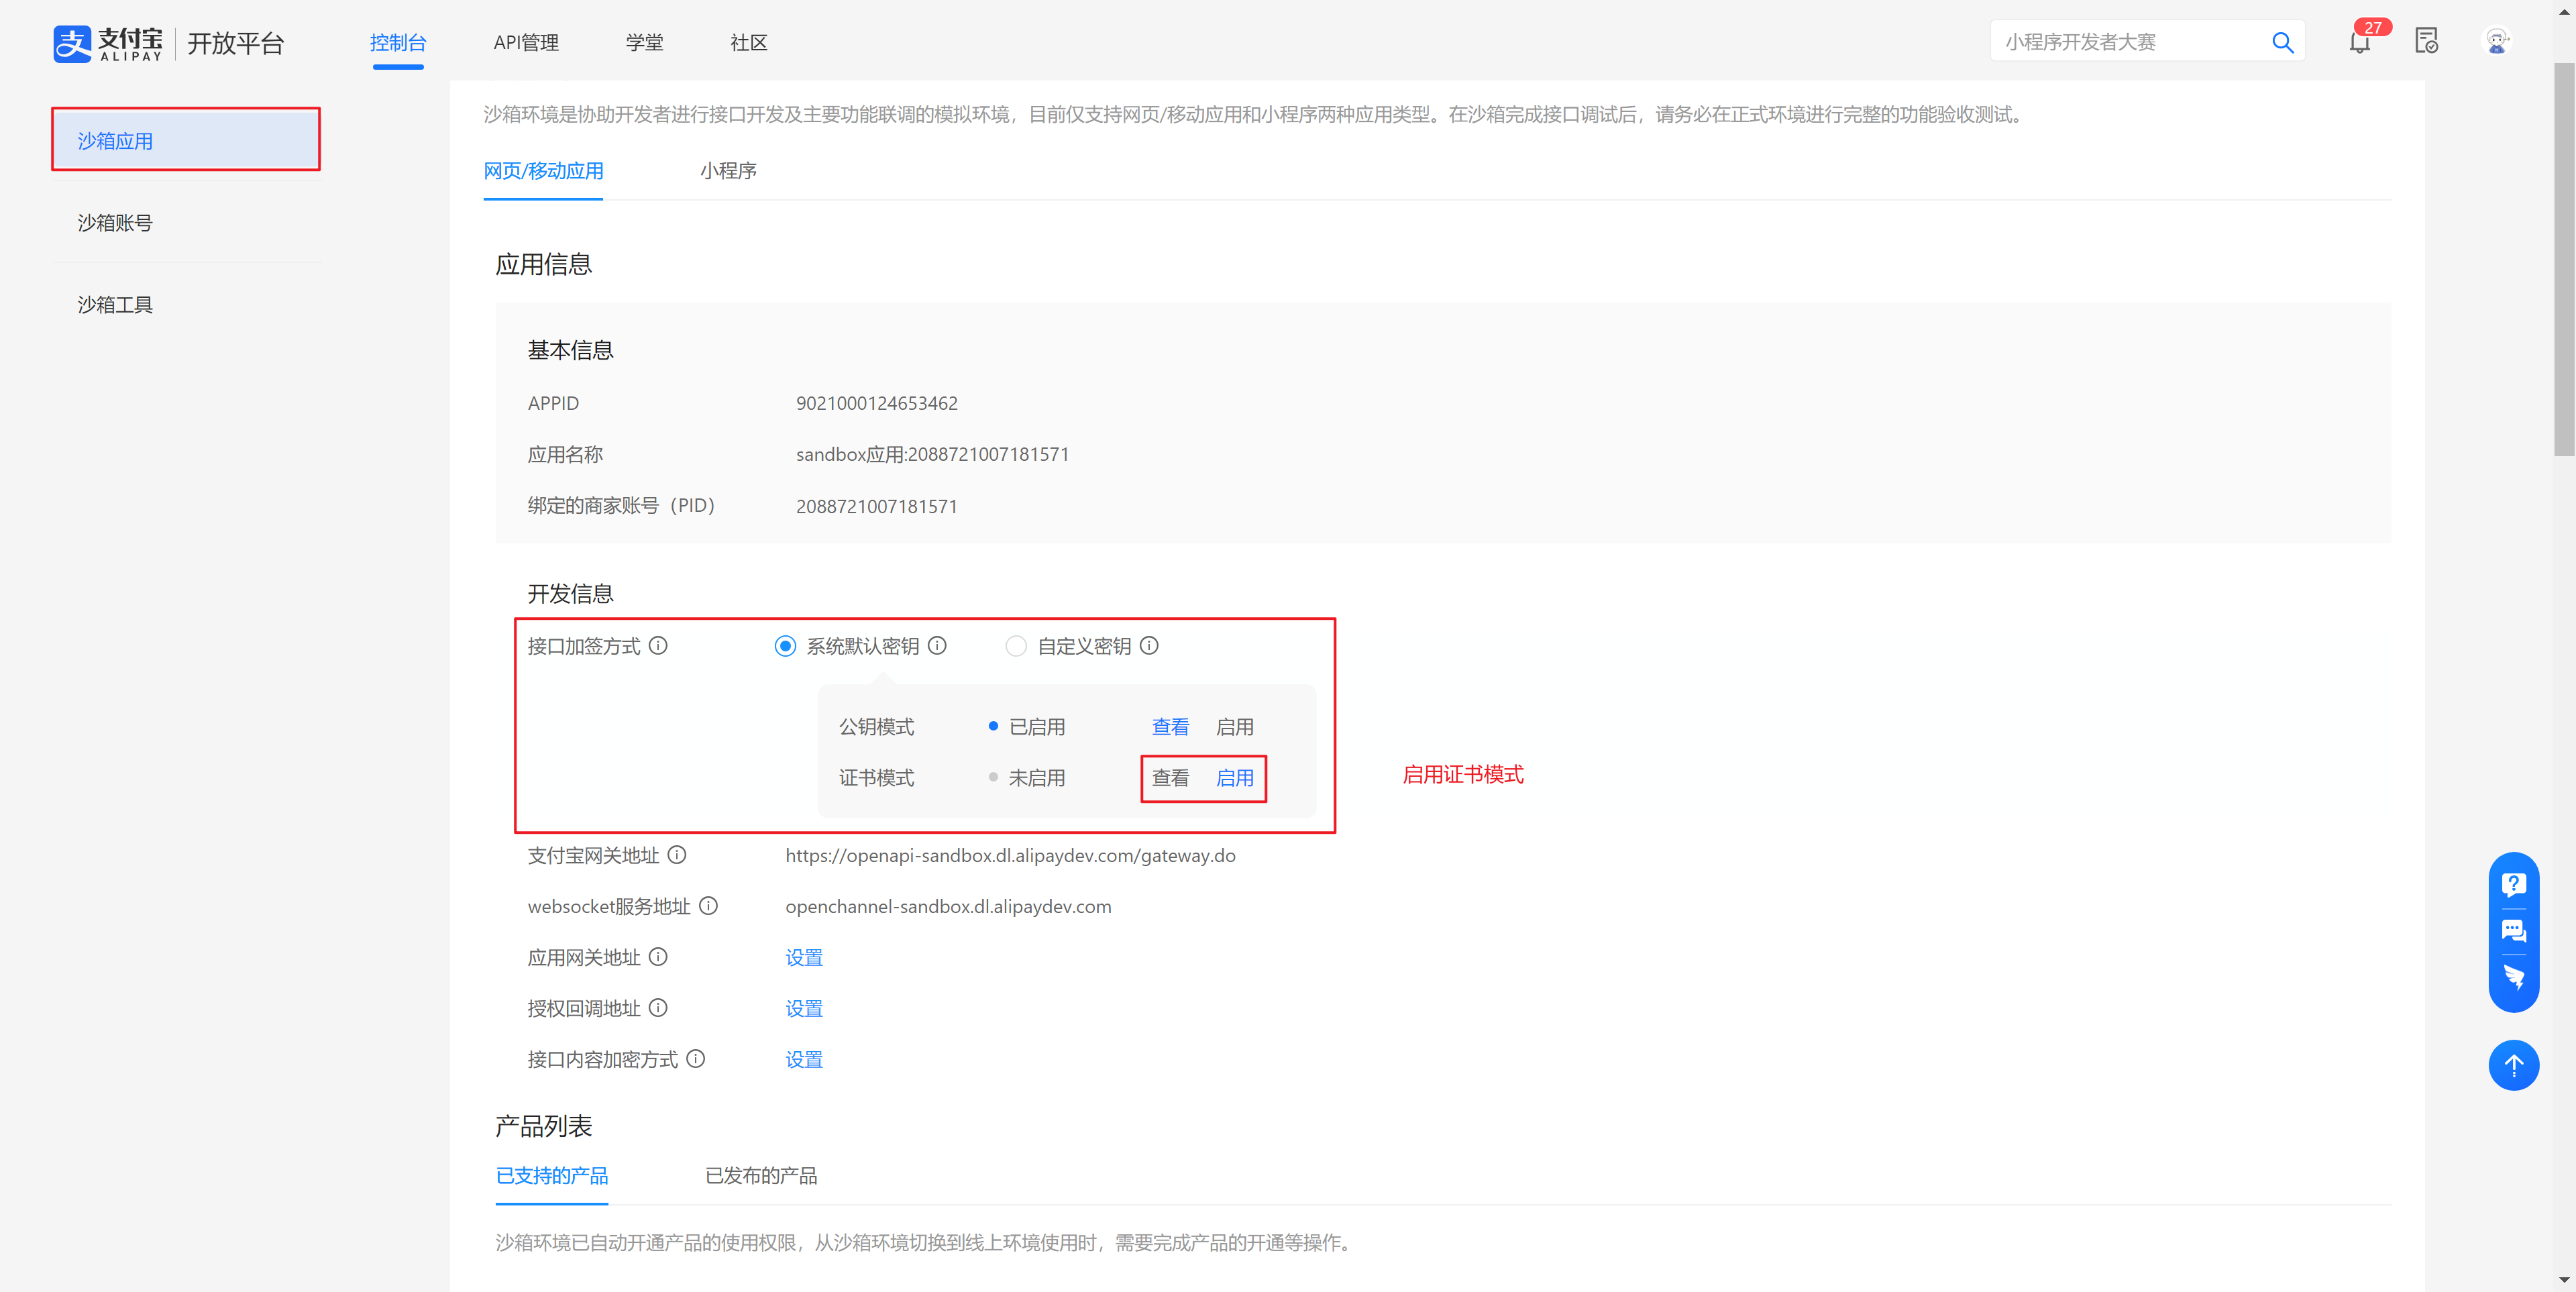 支付宝
ALIPAY
开放平台
控制台
API管理
学堂
社区
小程序开发者大赛
27
沙箱应用
沙箱账号
沙箱工具
沙箱环境是协助开发者进行接口开发及主要功能联调的模拟环境，目前仅支持网页/移动应用和小程序两种应用类型。在沙箱完成接口调试后，请务必在正式环境进行完整的功能验收测试。
网页/移动应用
小程序
应用信息
基本信息
APPID 9021000124653462
应用名称 sandbox应用:2088721007181571
绑定的商家账号（PID） 2088721007181571
开发信息
接口加签方式 系统默认密钥 自定义密钥
公钥模式 已启用 查看 启用
证书模式 未启用 查看 启用
启用证书模式
支付宝网关地址 https://openapi-sandbox.dl.alipaydev.com/gateway.do
websocket服务地址 openchannel-sandbox.dl.alipaydev.com
应用网关地址 设置
授权回调地址 设置
接口内容加密方式 设置
产品列表
已支持的产品
已发布的产品
沙箱环境已自动开通产品的使用权限，从沙箱环境切换到线上环境使用时，需要完成产品的开通等操作。